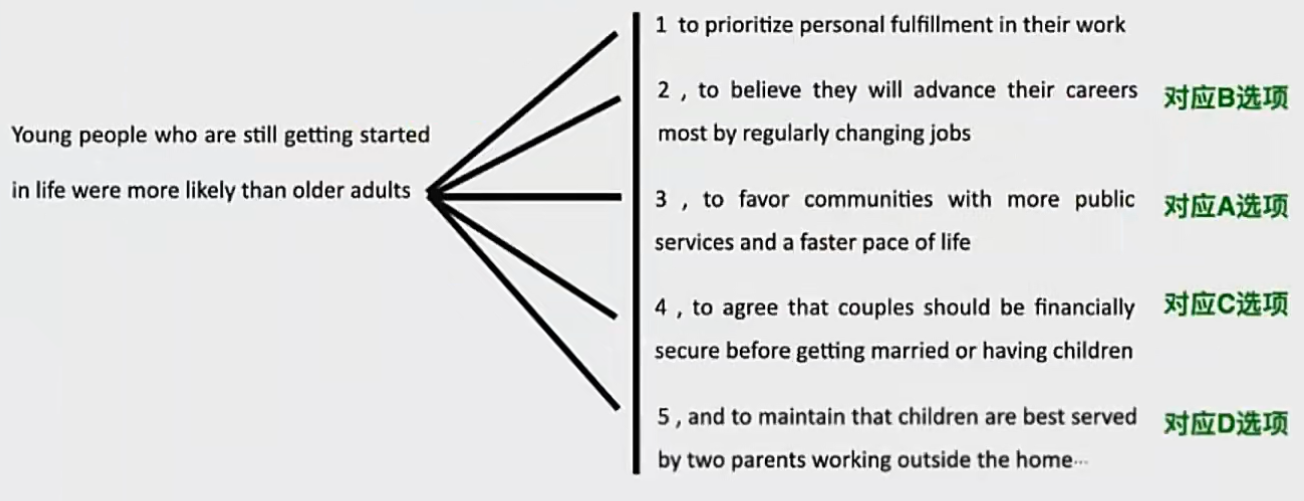 Young people who are still getting started
in life were more likely than older adults
1 to prioritize personal fulfillment in their work
2 , to believe they will advance their careers
most by regularly changing jobs
对应B选项
3 , to favor communities with more public
services and a faster pace of life
对应A选项
4 , to agree that couples should be financially
secure before getting married or having children
对应C选项
5 , and to maintain that children are best served
by two parents working outside the home…
对应D选项